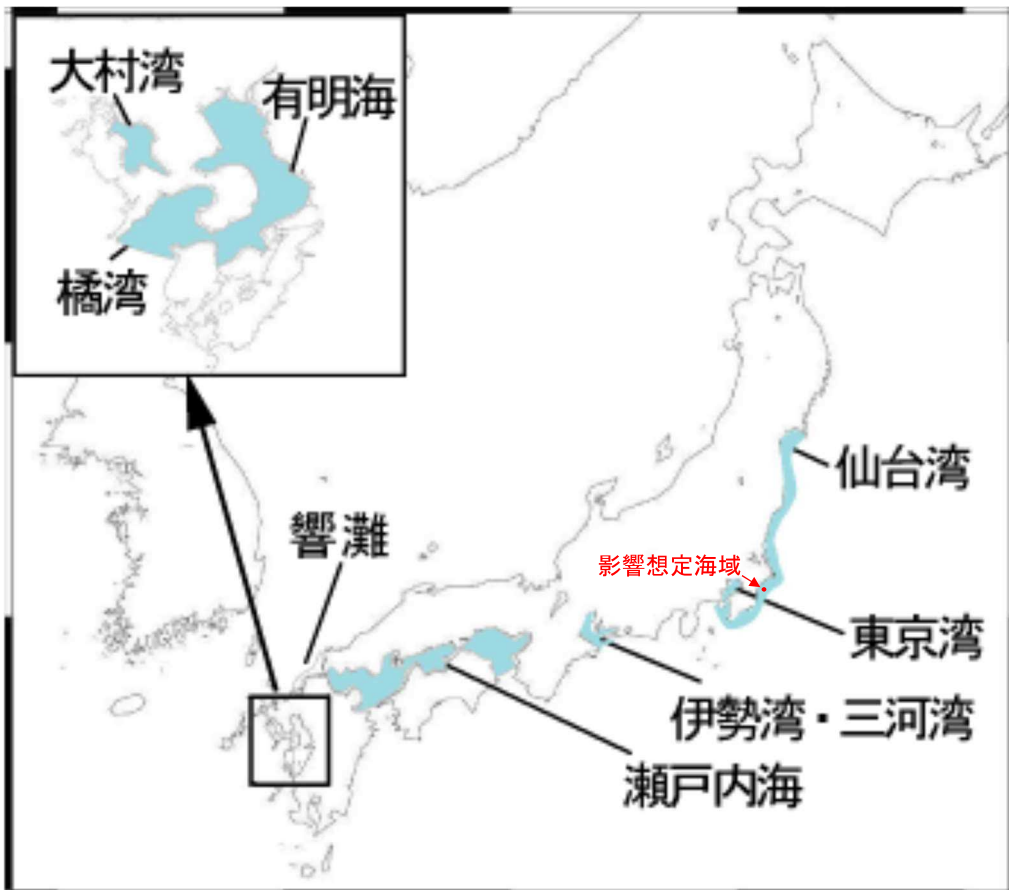 大村湾
有明海
橘湾
響灘
仙台湾
影響想定海域
東京湾
伊勢湾・三河湾
瀬戸内海